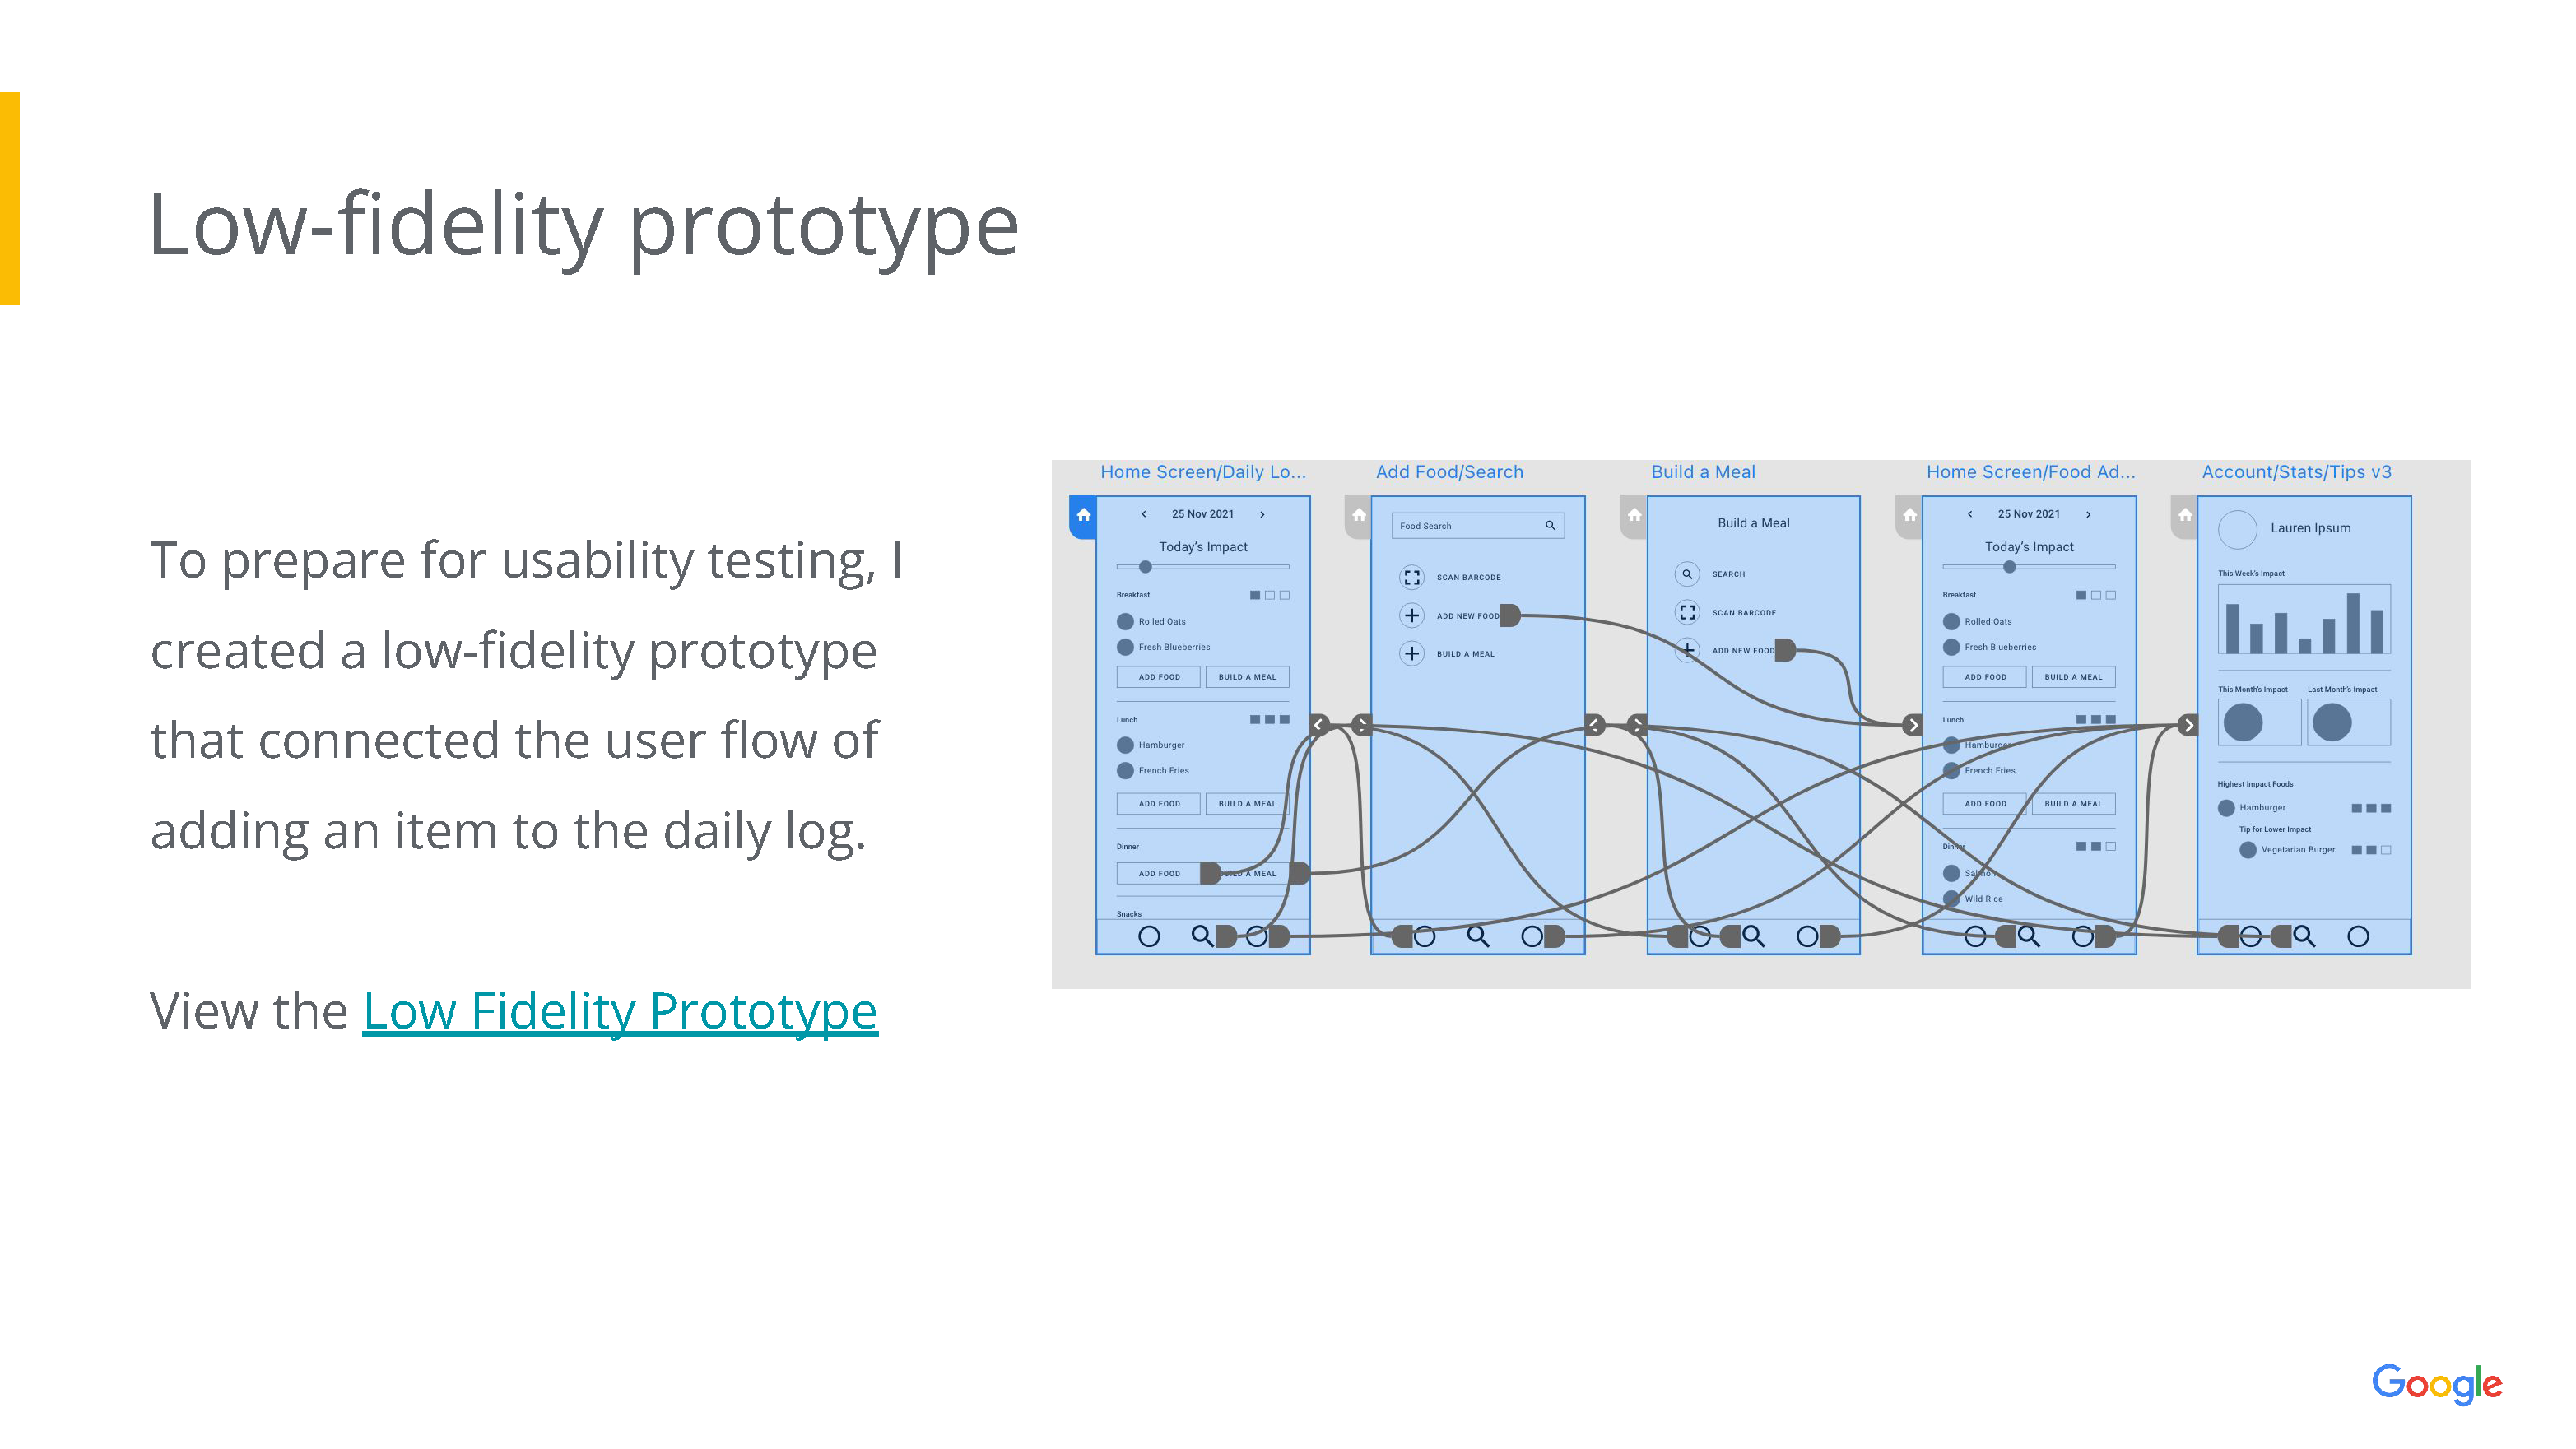 Low-fidelity prototype
To prepare for usability testing, I
created a low-fidelity prototype
that connected the user flow of
adding an item to the daily log.
View the Low Fidelity Prototype
Home Screen/Daily Lo...
25 Nov 2021
Today's Impact
Breakfast
Rolled Oats
Fresh Blueberries
ADD FOOD BUILD A MEAL
Lunch
Hamburger
French Fries
ADD FOOD BUILD A MEAL
Dinner
ADD FOOD BUILD A MEAL
Snacks
Add Food/Search
Food Search
SCAN BARCODE
ADD NEW FOOD
BUILD A MEAL
Build a Meal
Build a Meal
SEARCH
SCAN BARCODE
ADD NEW FOOD
Home Screen/Food Ad...
25 Nov 2021
Today's Impact
Breakfast
Rolled Oats
Fresh Blueberries
ADD FOOD BUILD A MEAL
Lunch
Hamburger
French Fries
ADD FOOD BUILD A MEAL
Dinner
Salmon
Wild Rice
Account/Stats/Tips v3
Lauren Ipsum
This Week's Impact
This Month's Impact Last Month's Impact
Highest Impact Foods
Hamburger
Tip for Lower Impact
Vegetarian Burger
Google